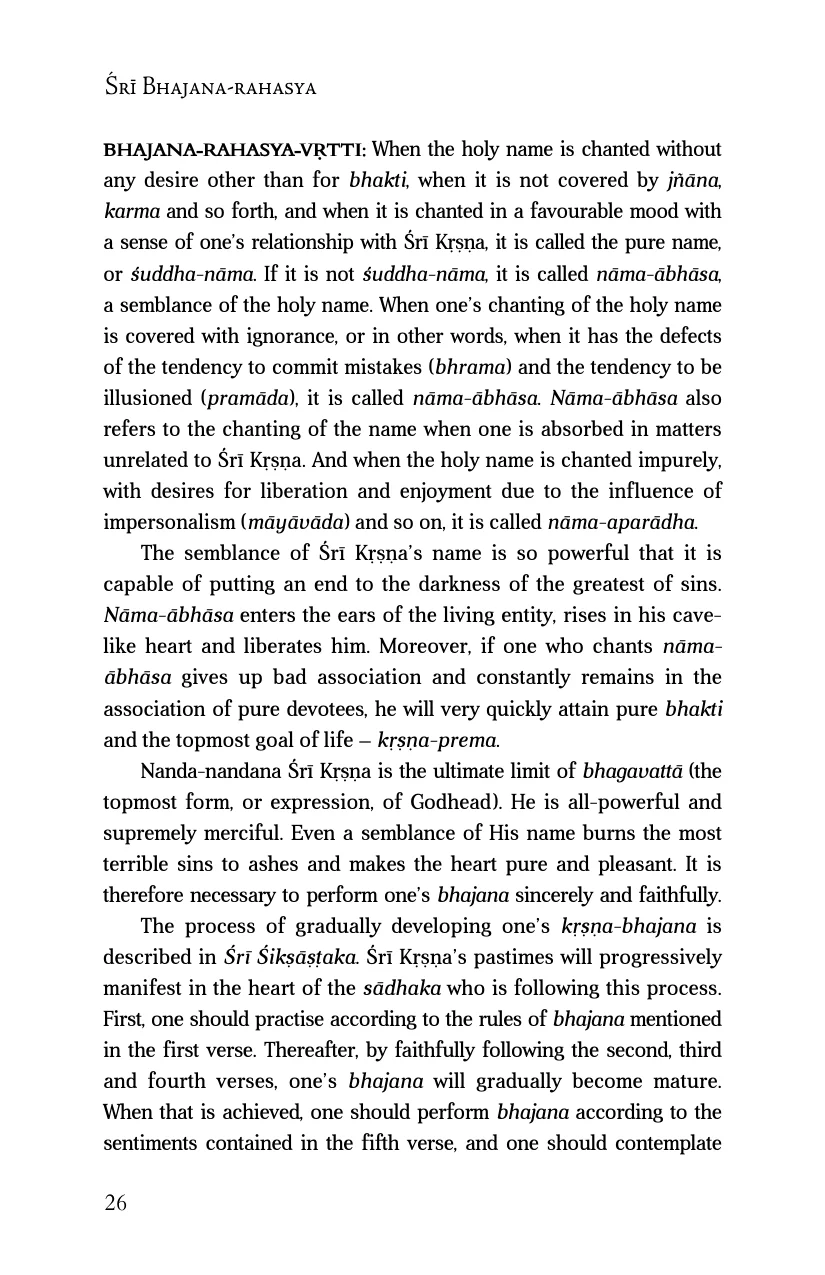 Śrī Bhajana-rahasya
BHAJANA-RAHASYA-VṚTTI: When the holy name is chanted without
any desire other than for bhakti, when it is not covered by jñāna,
karma and so forth, and when it is chanted in a favourable mood with
a sense of one’s relationship with Śrī Kṛṣṇa, it is called the pure name,
or śuddha-nāma. If it is not śuddha-nāma, it is called nāma-ābhāsa,
a semblance of the holy name. When one’s chanting of the holy name
is covered with ignorance, or in other words, when it has the defects
of the tendency to commit mistakes (bhrama) and the tendency to be
illusioned (pramāda), it is called nāma-ābhāsa. Nāma-ābhāsa also
refers to the chanting of the name when one is absorbed in matters
unrelated to Śrī Kṛṣṇa. And when the holy name is chanted impurely,
with desires for liberation and enjoyment due to the influence of
impersonalism (māyāvāda) and so on, it is called nāma-aparādha.
The semblance of Śrī Kṛṣṇa’s name is so powerful that it is
capable of putting an end to the darkness of the greatest of sins.
Nāma-ābhāsa enters the ears of the living entity, rises in his cave-
like heart and liberates him. Moreover, if one who chants nāma-
ābhāsa gives up bad association and constantly remains in the
association of pure devotees, he will very quickly attain pure bhakti
and the topmost goal of life – kṛṣṇa-prema.
Nanda-nandana Śrī Kṛṣṇa is the ultimate limit of bhagavattā (the
topmost form, or expression, of Godhead). He is all-powerful and
supremely merciful. Even a semblance of His name burns the most
terrible sins to ashes and makes the heart pure and pleasant. It is
therefore necessary to perform one’s bhajana sincerely and faithfully.
The process of gradually developing one’s kṛṣṇa-bhajana is
described in Śrī Śikṣāṣṭaka. Śrī Kṛṣṇa’s pastimes will progressively
manifest in the heart of the sādhaka who is following this process.
First, one should practise according to the rules of bhajana mentioned
in the first verse. Thereafter, by faithfully following the second, third
and fourth verses, one’s bhajana will gradually become mature.
When that is achieved, one should perform bhajana according to the
sentiments contained in the fifth verse, and one should contemplate
26